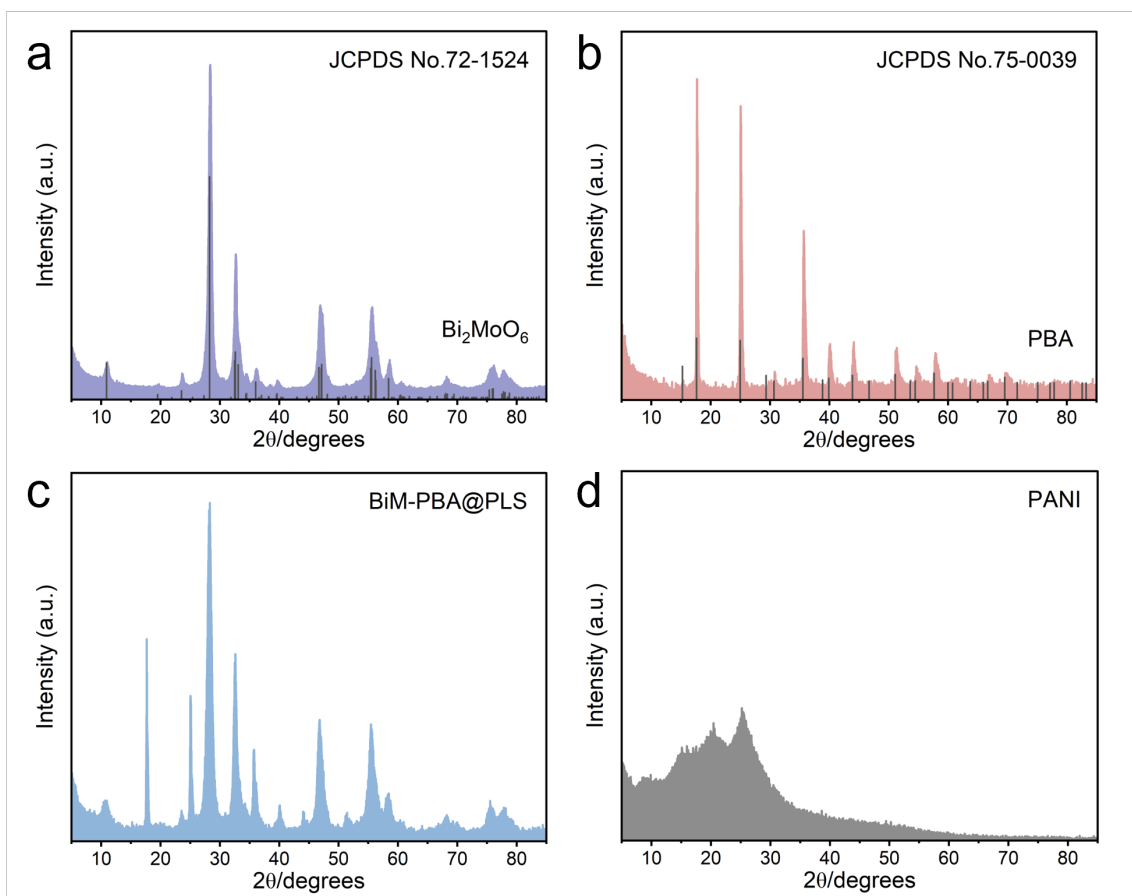 a
JCPDS No.72-1524
Bi₂MoO₆
Intensity (a.u.)
10 20 30 40 50 60 70 80
2θ/degrees
b
JCPDS No.75-0039
PBA
Intensity (a.u.)
10 20 30 40 50 60 70 80
2θ/degrees
c
BiM-PBA@PLS
Intensity (a.u.)
10 20 30 40 50 60 70 80
2θ/degrees
d
PANI
Intensity (a.u.)
10 20 30 40 50 60 70 80
2θ/degrees